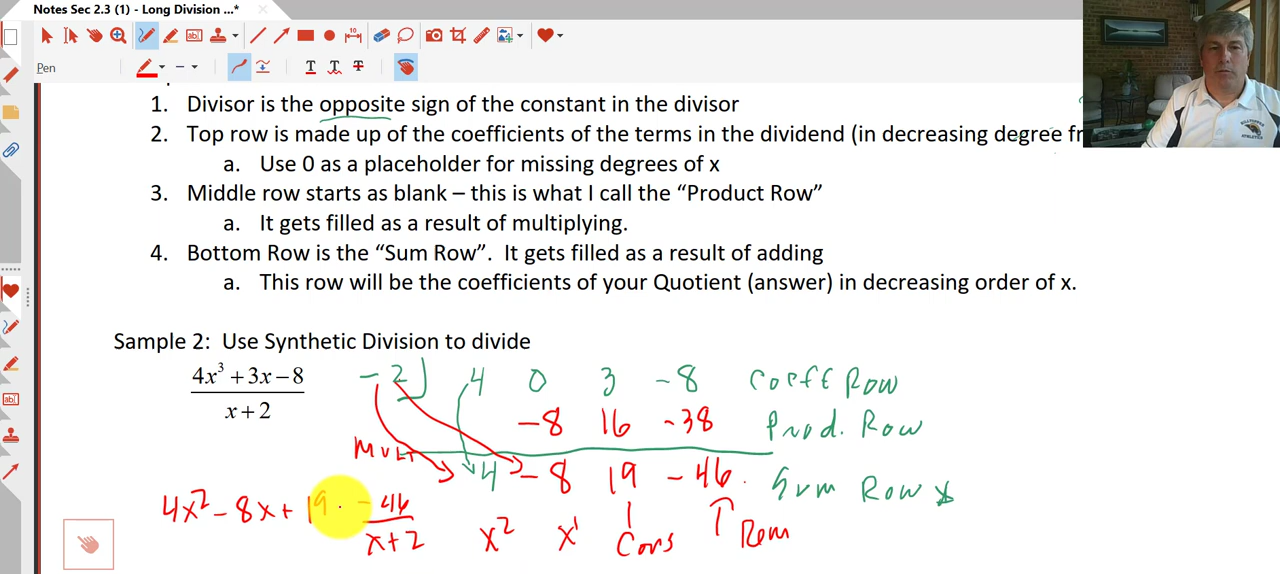 Notes Sec 2.3 (1) - Long Division ...*
Pen
1. Divisor is the opposite sign of the constant in the divisor
2. Top row is made up of the coefficients of the terms in the dividend (in decreasing degree fr
a. Use 0 as a placeholder for missing degrees of x
3. Middle row starts as blank – this is what I call the “Product Row”
a. It gets filled as a result of multiplying.
4. Bottom Row is the “Sum Row”. It gets filled as a result of adding
a. This row will be the coefficients of your Quotient (answer) in decreasing order of x.
Sample 2: Use Synthetic Division to divide
4x³ + 3x − 8
x + 2
-2 4 0 3 -8 Coeff Row
-8 16 -38 Prod. Row
MULT
4 -8 19 -46 Sum Row
4x² - 8x + 19 -46
x+2
x² x¹ Cons Rem